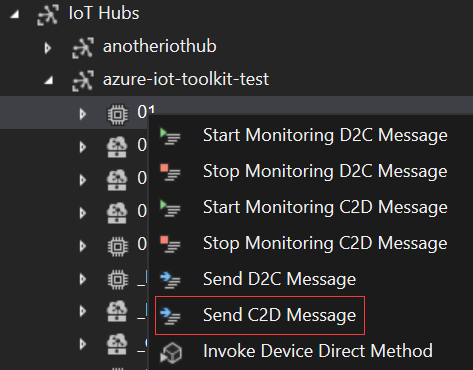 IoT Hubs
anotheriothub
azure-iot-toolkit-test
01
Start Monitoring D2C Message
0
Stop Monitoring D2C Message
0
Start Monitoring C2D Message
0
Stop Monitoring C2D Message
0
Send D2C Message
Send C2D Message
Invoke Device Direct Method